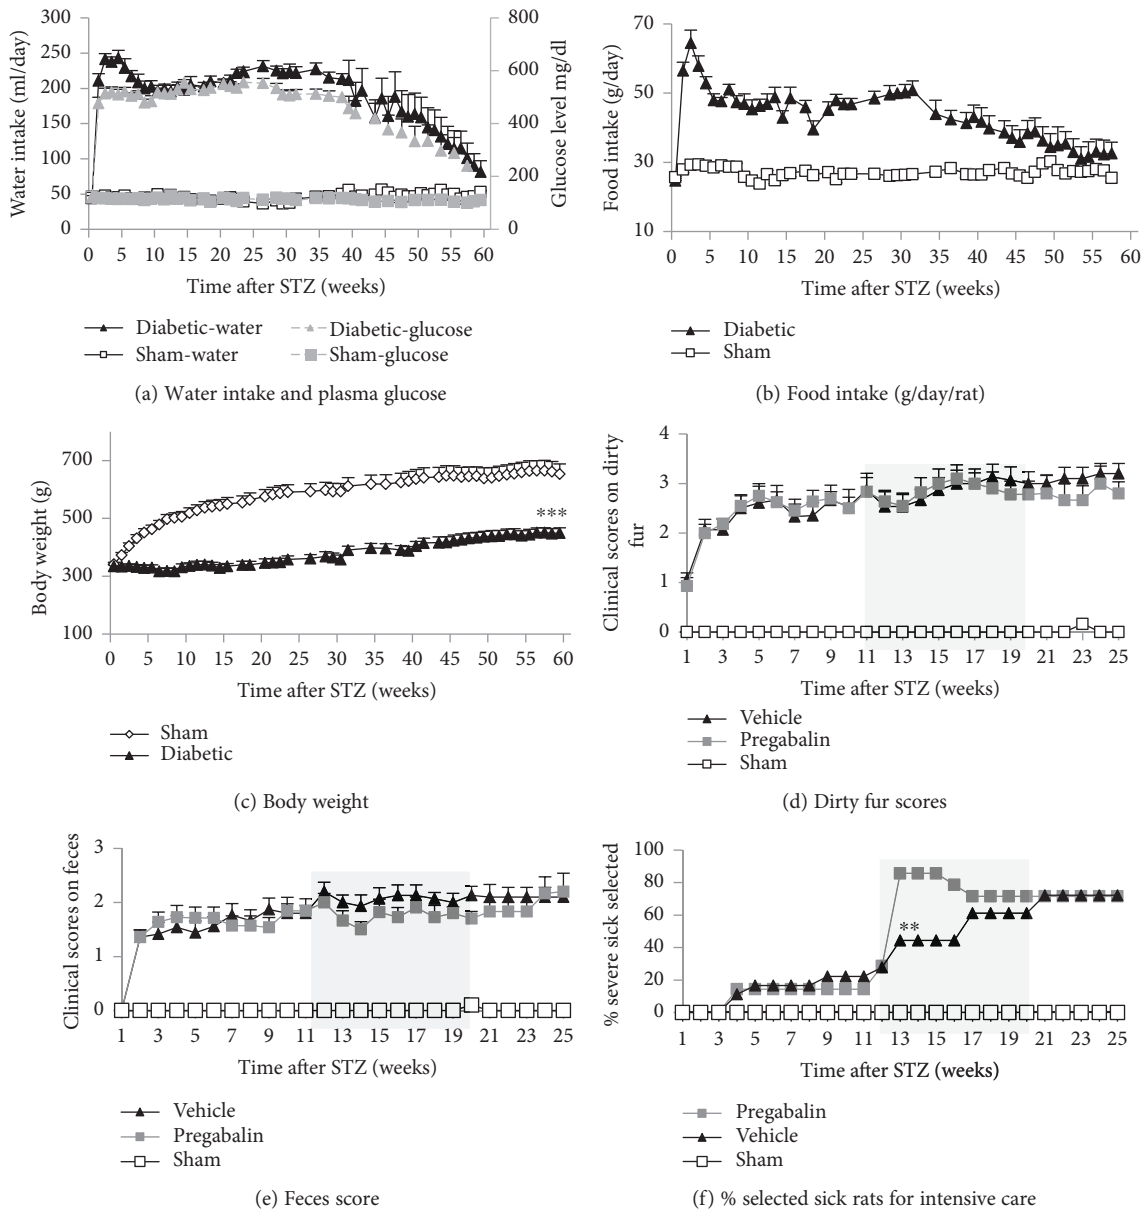 Water intake (ml/day)
300
250
200
150
100
50
0
800
600
400
200
0
Glucose level mg/dl
0 5 10 15 20 25 30 35 40 45 50 55 60
Time after STZ (weeks)
Diabetic-water
Diabetic-glucose
Sham-water
Sham-glucose
(a) Water intake and plasma glucose
Food intake (g/day)
70
50
30
10
0 5 10 15 20 25 30 35 40 45 50 55 60
Time after STZ (weeks)
Diabetic
Sham
(b) Food intake (g/day/rat)
Body weight (g)
700
500
300
100
***
0 5 10 15 20 25 30 35 40 45 50 55 60
Time after STZ (weeks)
Sham
Diabetic
(c) Body weight
Clinical scores on dirty
fur
4
3
2
1
0
1 3 5 7 9 11 13 15 17 19 21 23 25
Time after STZ (weeks)
Vehicle
Pregabalin
Sham
(d) Dirty fur scores
Clinical scores on feces
3
2
1
0
1 3 5 7 9 11 13 15 17 19 21 23 25
Time after STZ (weeks)
Vehicle
Pregabalin
Sham
(e) Feces score
% severe sick selected
100
80
60
40
20
0
**
1 3 5 7 9 11 13 15 17 19 21 23 25
Time after STZ (weeks)
Pregabalin
Vehicle
Sham
(f) % selected sick rats for intensive care